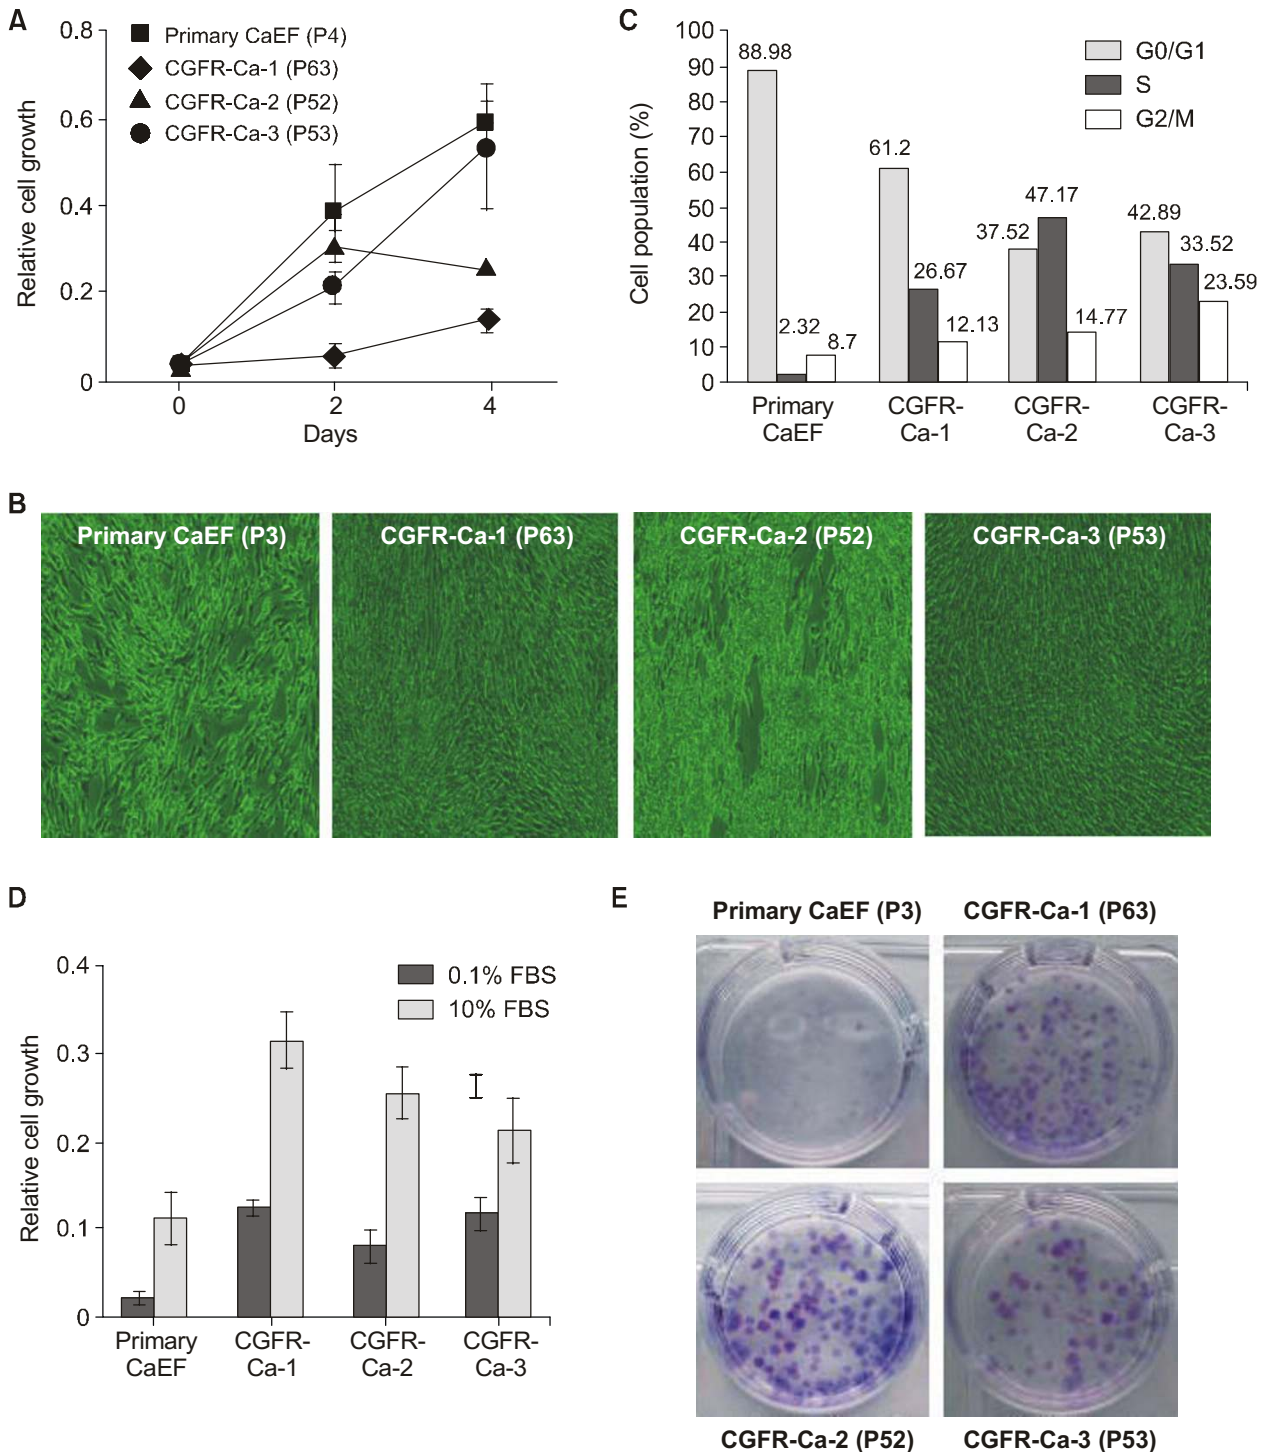 A
0.8
0.6
0.4
0.2
0
Relative cell growth
Primary CaEF (P4)
CGFR-Ca-1 (P63)
CGFR-Ca-2 (P52)
CGFR-Ca-3 (P53)
0 2 4
Days
C
100
90
80
70
60
50
40
30
20
10
0
Cell population (%)
G0/G1
S
G2/M
88.98
2.32
8.7
61.2
26.67
12.13
37.52
47.17
14.77
42.89
33.52
23.59
Primary
CaEF
CGFR-
Ca-1
CGFR-
Ca-2
CGFR-
Ca-3
B
Primary CaEF (P3)
CGFR-Ca-1 (P63)
CGFR-Ca-2 (P52)
CGFR-Ca-3 (P53)
D
0.4
0.3
0.2
0.1
0
Relative cell growth
0.1% FBS
10% FBS
Primary
CaEF
CGFR-
Ca-1
CGFR-
Ca-2
CGFR-
Ca-3
E
Primary CaEF (P3)
CGFR-Ca-1 (P63)
CGFR-Ca-2 (P52)
CGFR-Ca-3 (P53)